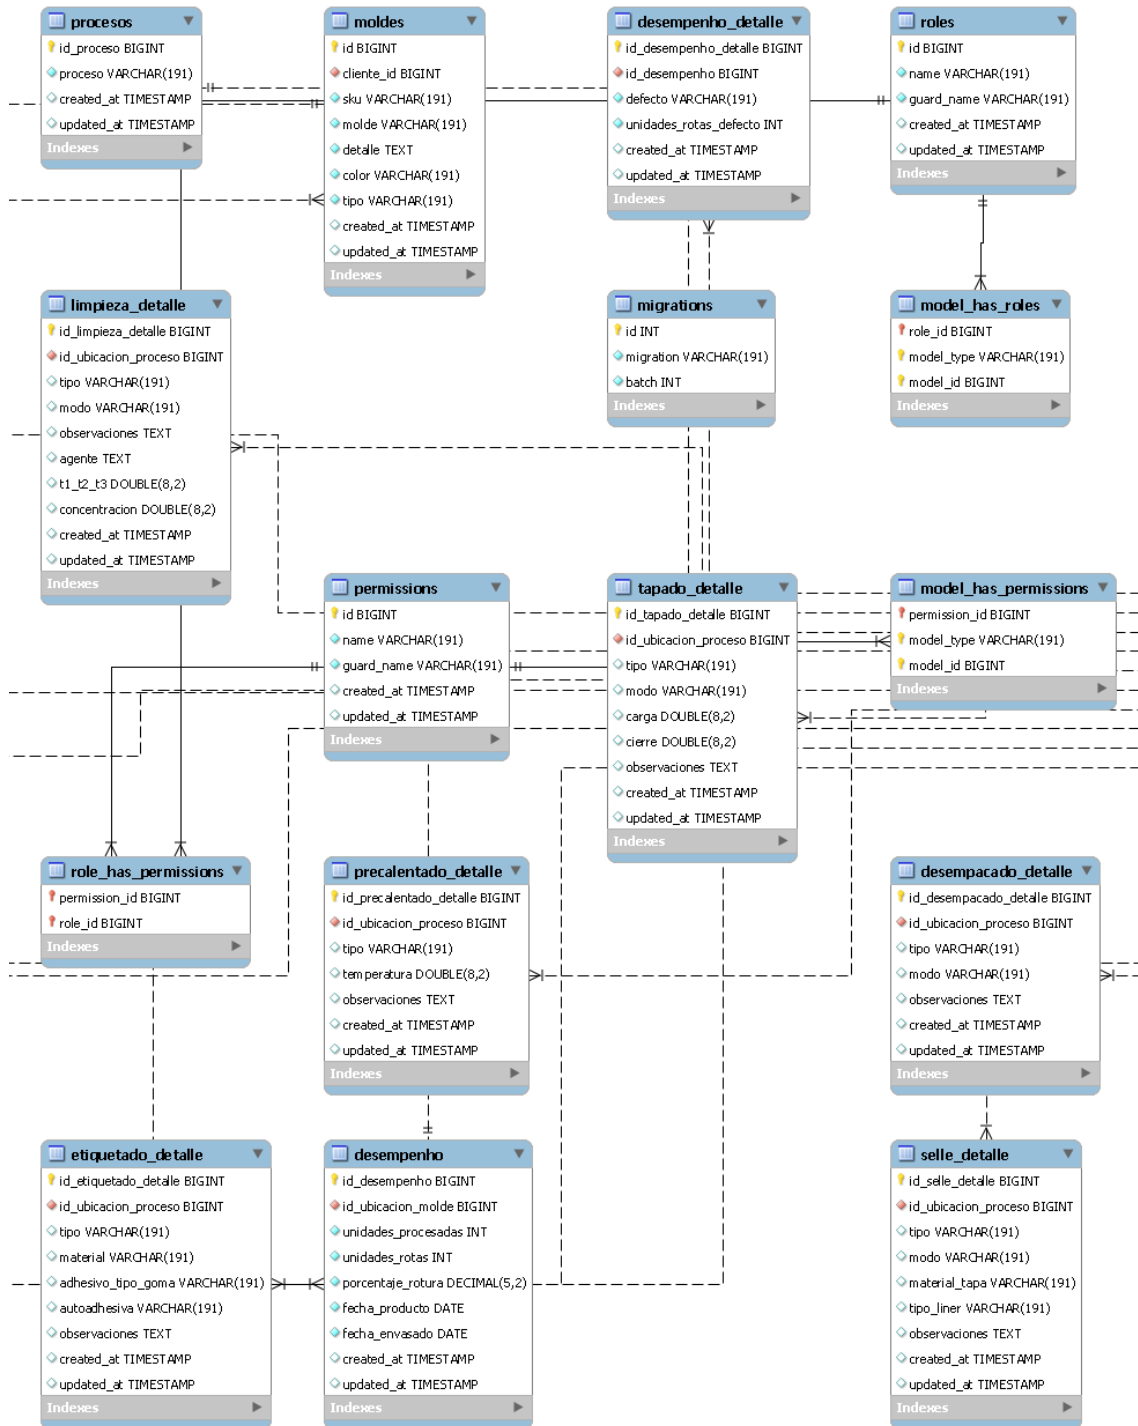 procesos
id_proceso BIGINT
proceso VARCHAR(191)
created_at TIMESTAMP
updated_at TIMESTAMP
Indexes
moldes
id BIGINT
cliente_id BIGINT
sku VARCHAR(191)
molde VARCHAR(191)
detalle TEXT
color VARCHAR(191)
tipo VARCHAR(191)
created_at TIMESTAMP
updated_at TIMESTAMP
Indexes
desempenho_detalle
id_desempenho_detalle BIGINT
id_desempenho BIGINT
defecto VARCHAR(191)
unidades_rotas_defecto INT
created_at TIMESTAMP
updated_at TIMESTAMP
Indexes
roles
id BIGINT
name VARCHAR(191)
guard_name VARCHAR(191)
created_at TIMESTAMP
updated_at TIMESTAMP
Indexes
limpieza_detalle
id_limpieza_detalle BIGINT
id_ubicacion_proceso BIGINT
tipo VARCHAR(191)
modo VARCHAR(191)
observaciones TEXT
agente TEXT
t1_t2_t3 DOUBLE(8,2)
concentracion DOUBLE(8,2)
created_at TIMESTAMP
updated_at TIMESTAMP
Indexes
migrations
id INT
migration VARCHAR(191)
batch INT
Indexes
model_has_roles
role_id BIGINT
model_type VARCHAR(191)
model_id BIGINT
Indexes
permissions
id BIGINT
name VARCHAR(191)
guard_name VARCHAR(191)
created_at TIMESTAMP
updated_at TIMESTAMP
Indexes
tapado_detalle
id_tapado_detalle BIGINT
id_ubicacion_proceso BIGINT
tipo VARCHAR(191)
modo VARCHAR(191)
carga DOUBLE(8,2)
cierre DOUBLE(8,2)
observaciones TEXT
created_at TIMESTAMP
updated_at TIMESTAMP
Indexes
model_has_permissions
permission_id BIGINT
model_type VARCHAR(191)
model_id BIGINT
Indexes
role_has_permissions
permission_id BIGINT
role_id BIGINT
Indexes
precalentado_detalle
id_precalentado_detalle BIGINT
id_ubicacion_proceso BIGINT
tipo VARCHAR(191)
temperatura DOUBLE(8,2)
observaciones TEXT
created_at TIMESTAMP
updated_at TIMESTAMP
Indexes
desempacado_detalle
id_desempacado_detalle BIGINT
id_ubicacion_proceso BIGINT
tipo VARCHAR(191)
modo VARCHAR(191)
observaciones TEXT
created_at TIMESTAMP
updated_at TIMESTAMP
Indexes
etiquetado_detalle
id_etiquetado_detalle BIGINT
id_ubicacion_proceso BIGINT
tipo VARCHAR(191)
material VARCHAR(191)
adhesivo_tipo_goma VARCHAR(191)
autoadhesiva VARCHAR(191)
observaciones TEXT
created_at TIMESTAMP
updated_at TIMESTAMP
Indexes
desempenho
id_desempenho BIGINT
id_ubicacion_molde BIGINT
unidades_procesadas INT
unidades_rotas INT
porcentaje_rotura DECIMAL(5,2)
fecha_producto DATE
fecha_envasado DATE
created_at TIMESTAMP
updated_at TIMESTAMP
Indexes
selle_detalle
id_selle_detalle BIGINT
id_ubicacion_proceso BIGINT
tipo VARCHAR(191)
modo VARCHAR(191)
material_tapa VARCHAR(191)
tipo_liner VARCHAR(191)
observaciones TEXT
created_at TIMESTAMP
updated_at TIMESTAMP
Indexes